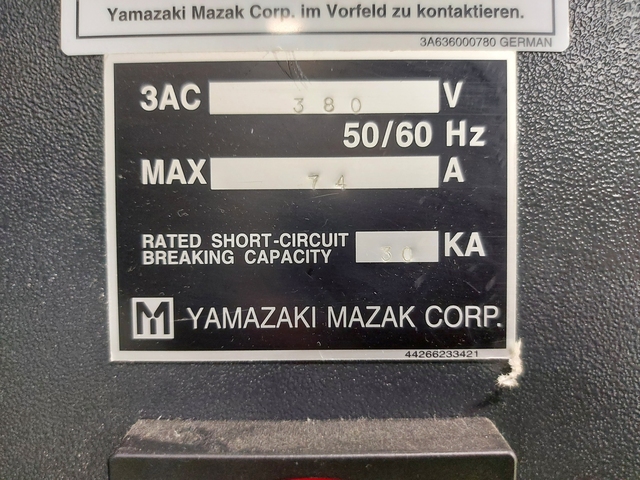 Yamazaki Mazak Corp. im Vorfeld zu kontaktieren.
3A636000780 GERMAN
3AC 380 V
50/60 Hz
MAX 74 A
RATED SHORT-CIRCUIT
BREAKING CAPACITY 30 KA
YAMAZAKI MAZAK CORP.
44266233421